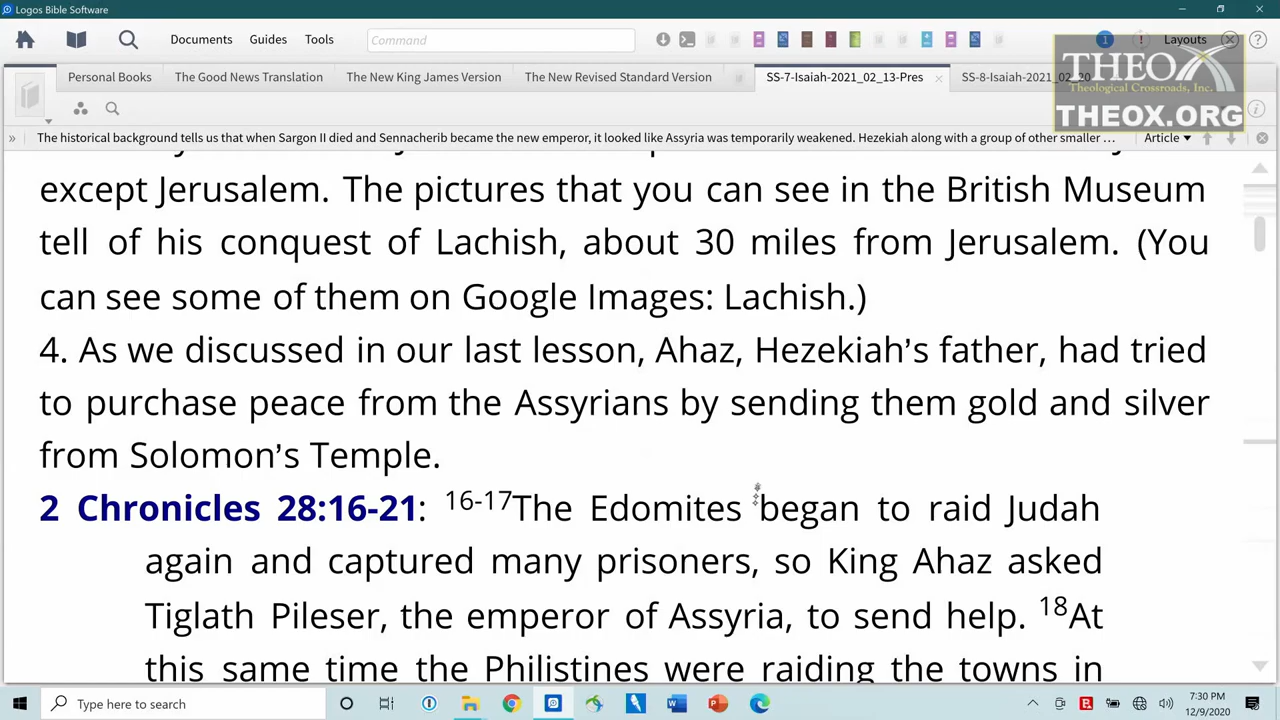 Logos Bible Software
Documents Guides Tools Command Layouts
Personal Books The Good News Translation The New King James Version The New Revised Standard Version SS-7-Isaiah-2021_02_13-Pres SS-8-Isaiah-2021_02_20
THEOX
Theological Crossroads, Inc.
THEOX.ORG
» The historical background tells us that when Sargon II died and Sennacherib became the new emperor, it looked like Assyria was temporarily weakened. Hezekiah along with a group of other smaller ... Article
except Jerusalem. The pictures that you can see in the British Museum
tell of his conquest of Lachish, about 30 miles from Jerusalem. (You
can see some of them on Google Images: Lachish.)
4. As we discussed in our last lesson, Ahaz, Hezekiah's father, had tried
to purchase peace from the Assyrians by sending them gold and silver
from Solomon's Temple.
2 Chronicles 28:16-21: 16-17The Edomites began to raid Judah
again and captured many prisoners, so King Ahaz asked
Tiglath Pileser, the emperor of Assyria, to send help. 18At
this same time the Philistines were raiding the towns in
Type here to search
7:30 PM
12/9/2020